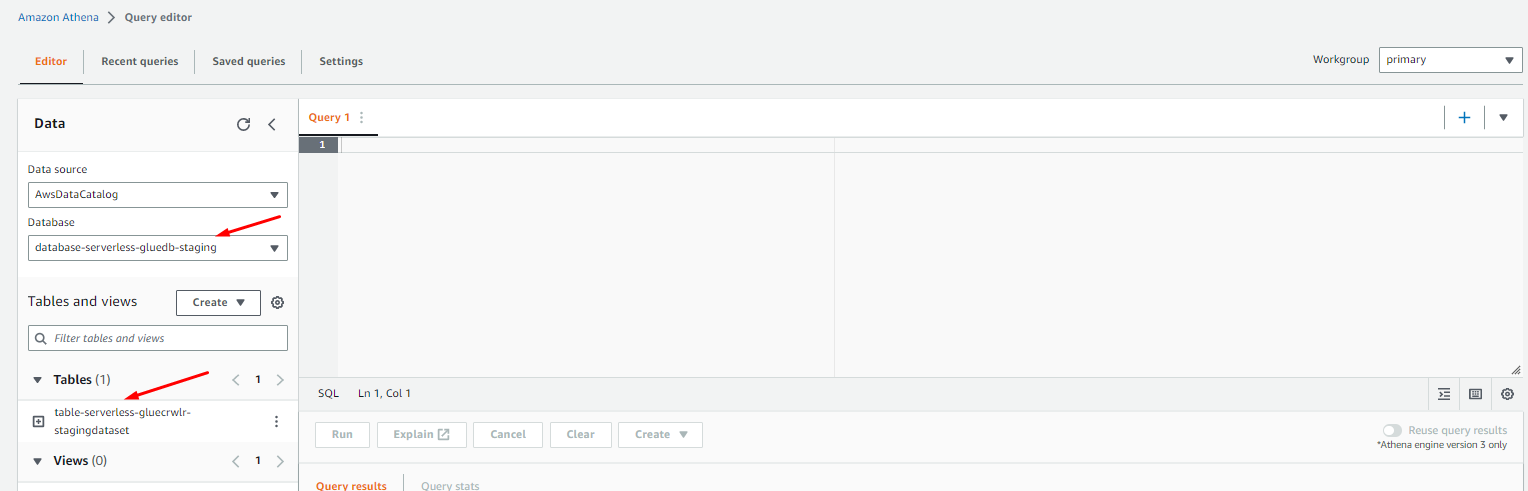 Amazon Athena > Query editor
Editor Recent queries Saved queries Settings Workgroup primary
Data
Query 1
1
Data source
AwsDataCatalog
Database
database-serverless-gluedb-staging
Tables and views Create
Filter tables and views
Tables (1) < 1 >
table-serverless-gluecrwlr-
stagingdataset
Views (0) < 1 >
SQL Ln 1, Col 1
Run Explain Cancel Clear Create
Reuse query results
*Athena engine version 3 only
Query results Query stats